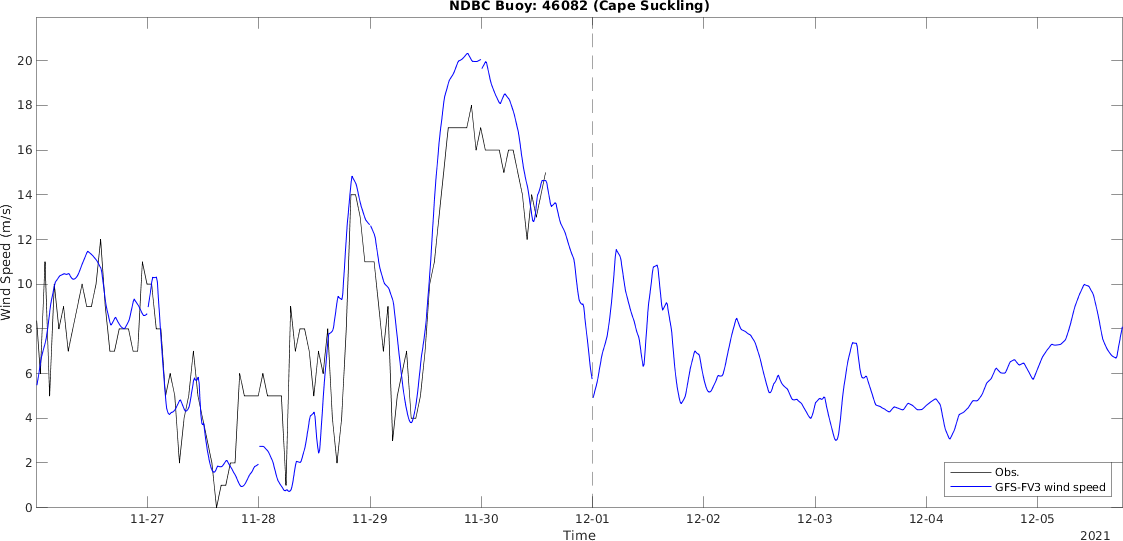 NDBC Buoy: 46082 (Cape Suckling)
Wind Speed (m/s)
20
18
16
14
12
10
8
6
4
2
0
11-27 11-28 11-29 11-30 12-01 12-02 12-03 12-04 12-05
Time
2021
Obs.
GFS-FV3 wind speed